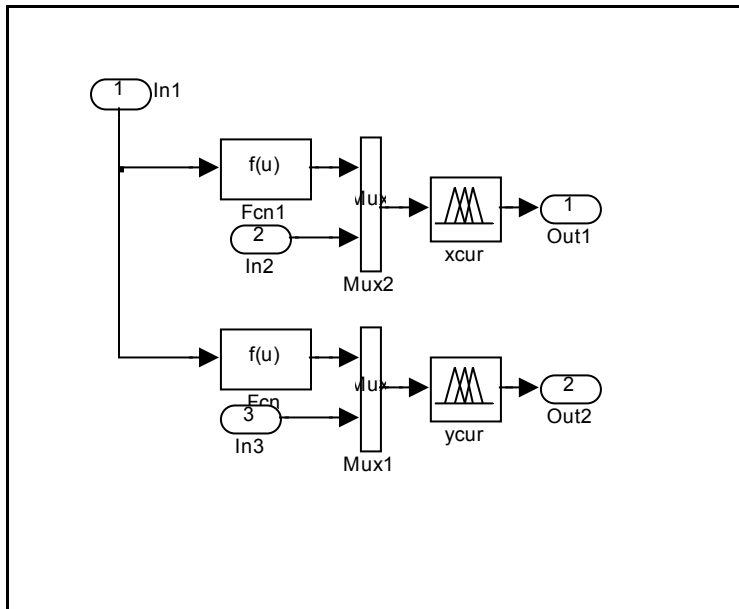 1
In1
f(u)
Fcn1
2
In2
Mux
Mux2
xcur
1
Out1
f(u)
Fcn
3
In3
Mux
Mux1
ycur
2
Out2